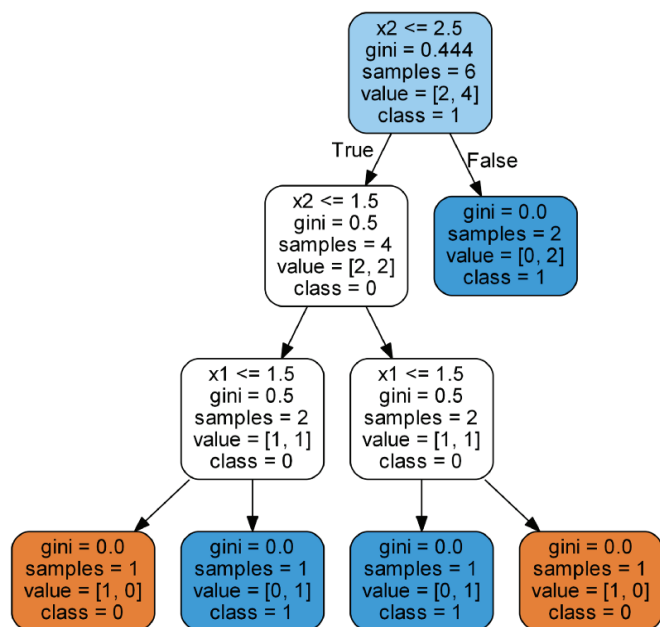 x2 <= 2.5
gini = 0.444
samples = 6
value = [2, 4]
class = 1
True
False
x2 <= 1.5
gini = 0.5
samples = 4
value = [2, 2]
class = 0
gini = 0.0
samples = 2
value = [0, 2]
class = 1
x1 <= 1.5
gini = 0.5
samples = 2
value = [1, 1]
class = 0
x1 <= 1.5
gini = 0.5
samples = 2
value = [1, 1]
class = 0
gini = 0.0
samples = 1
value = [1, 0]
class = 0
gini = 0.0
samples = 1
value = [0, 1]
class = 1
gini = 0.0
samples = 1
value = [0, 1]
class = 1
gini = 0.0
samples = 1
value = [1, 0]
class = 0